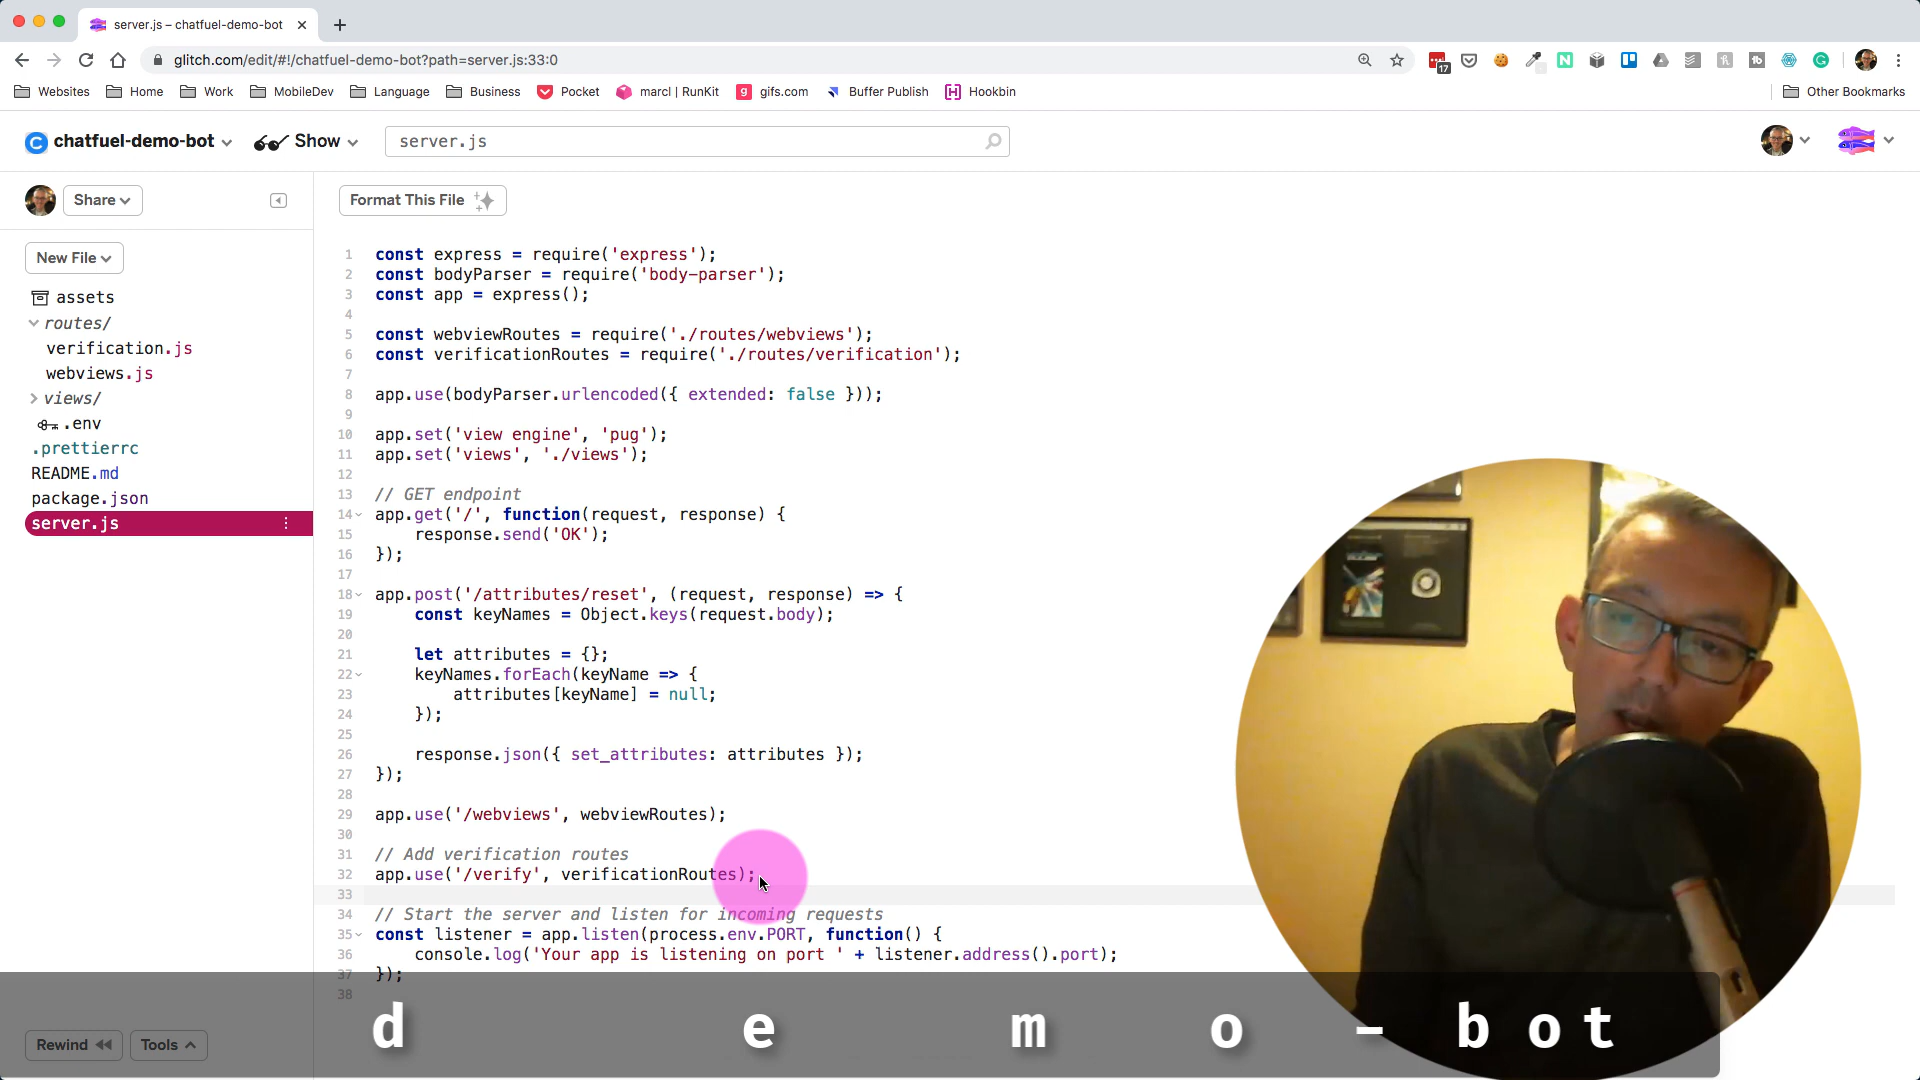 server.js – chatfuel-demo-bot
glitch.com/edit/#!/chatfuel-demo-bot?path=server.js:33:0
17
Websites Home Work MobileDev Language Business Pocket marcl | RunKit gifs.com Buffer Publish Hookbin Other Bookmarks
chatfuel-demo-bot Show server.js
Share Format This File
New File
assets
routes/
verification.js
webviews.js
views/
.env
.prettierrc
README.md
package.json
server.js
1 const express = require('express');
2 const bodyParser = require('body-parser');
3 const app = express();
4
5 const webviewRoutes = require('./routes/webviews');
6 const verificationRoutes = require('./routes/verification');
7
8 app.use(bodyParser.urlencoded({ extended: false }));
9
10 app.set('view engine', 'pug');
11 app.set('views', './views');
12
13 // GET endpoint
14 app.get('/', function(request, response) {
15 response.send('OK');
16 });
17
18 app.post('/attributes/reset', (request, response) => {
19 const keyNames = Object.keys(request.body);
20
21 let attributes = {};
22 keyNames.forEach(keyName => {
23 attributes[keyName] = null;
24 });
25
26 response.json({ set_attributes: attributes });
27 });
28
29 app.use('/webviews', webviewRoutes);
30
31 // Add verification routes
32 app.use('/verify', verificationRoutes);
33
34 // Start the server and listen for incoming requests
35 const listener = app.listen(process.env.PORT, function() {
36 console.log('Your app is listening on port ' + listener.address().port);
37 });
38
Rewind Tools
demo-bot